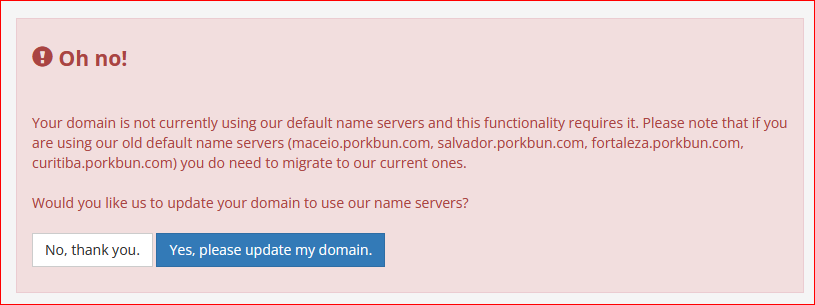 Oh no!
Your domain is not currently using our default name servers and this functionality requires it. Please note that if you
are using our old default name servers (maceio.porkbun.com, salvador.porkbun.com, fortaleza.porkbun.com,
curitiba.porkbun.com) you do need to migrate to our current ones.
Would you like us to update your domain to use our name servers?
No, thank you. Yes, please update my domain.